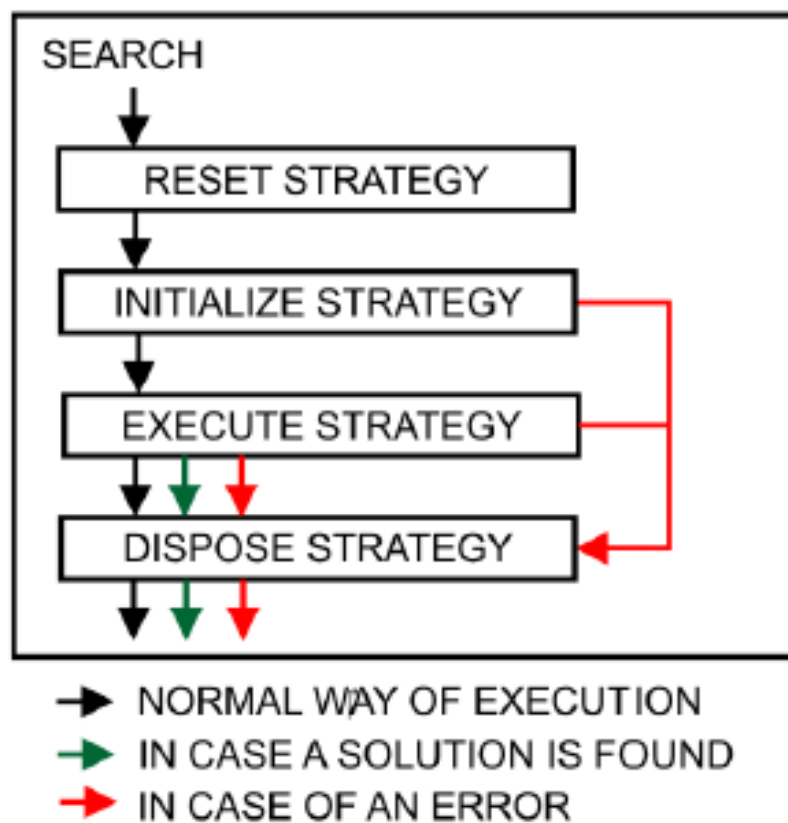 SEARCH
RESET STRATEGY
INITIALIZE STRATEGY
EXECUTE STRATEGY
DISPOSE STRATEGY
NORMAL WAY OF EXECUTION
IN CASE A SOLUTION IS FOUND
IN CASE OF AN ERROR